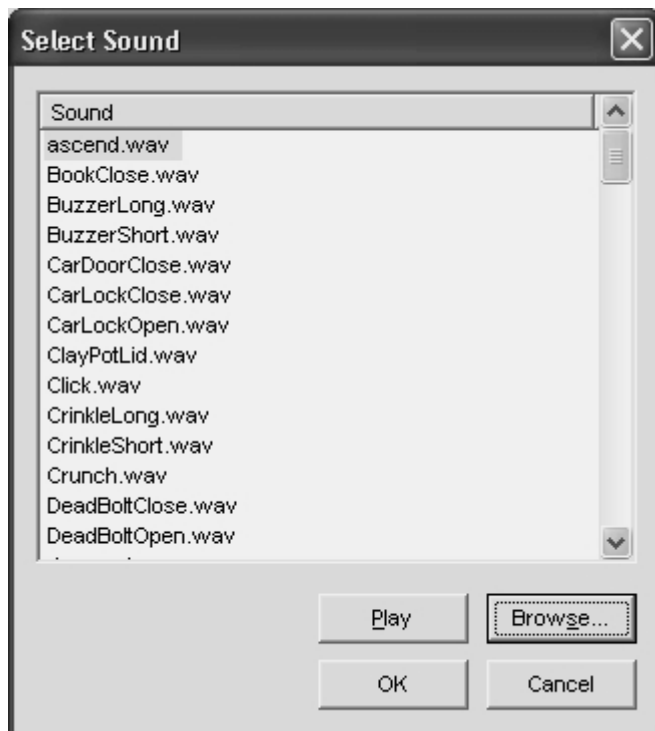 Select Sound
Sound
ascend.wav
BookClose.wav
BuzzerLong.wav
BuzzerShort.wav
CarDoorClose.wav
CarLockClose.wav
CarLockOpen.wav
ClayPotLid.wav
Click.wav
CrinkleLong.wav
CrinkleShort.wav
Crunch.wav
DeadBoltClose.wav
DeadBoltOpen.wav
Play Browse...
OK Cancel